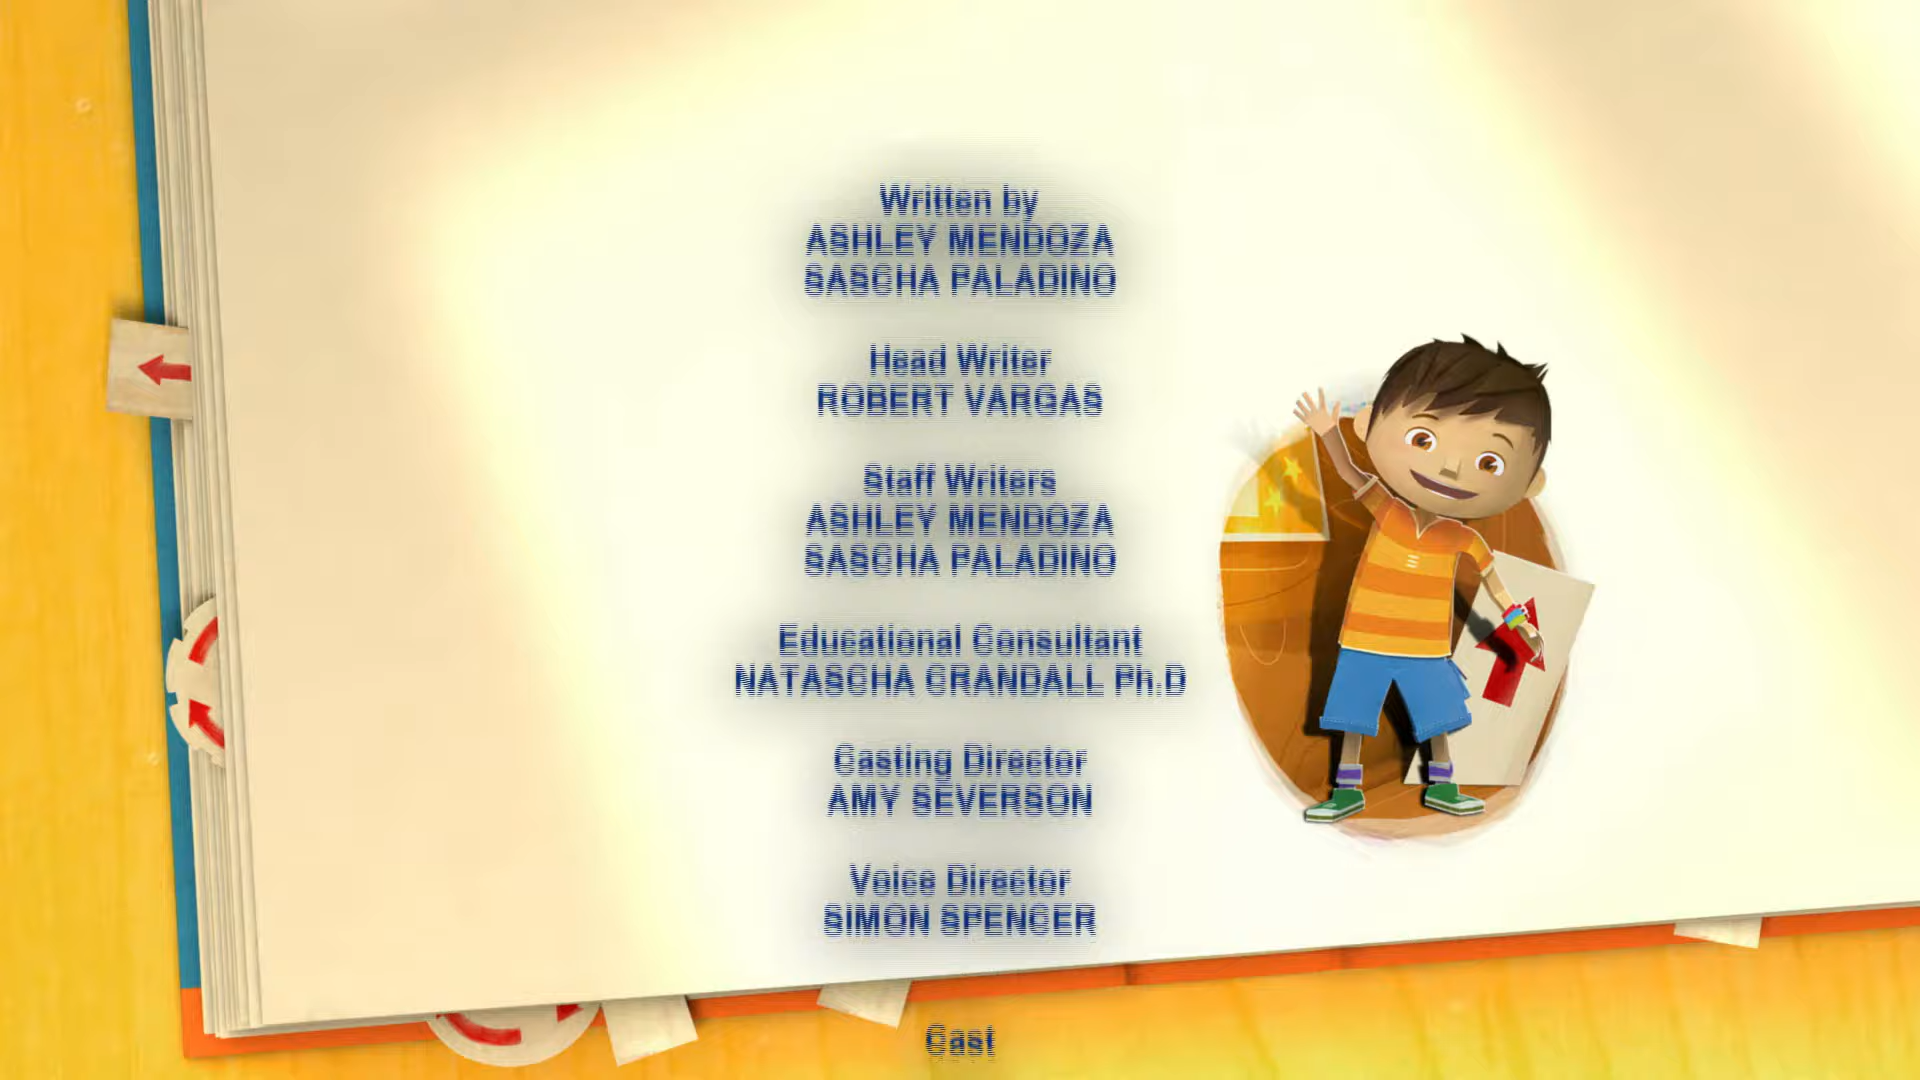 Written by
ASHLEY MENDOZA
SASCHA PALADINO
Head Writer
ROBERT VARGAS
Staff Writers
ASHLEY MENDOZA
SASCHA PALADINO
Educational Consultant
NATASCHA CRANDALL Ph.D
Casting Director
AMY SEVERSON
Voice Director
SIMON SPENCER
Cast